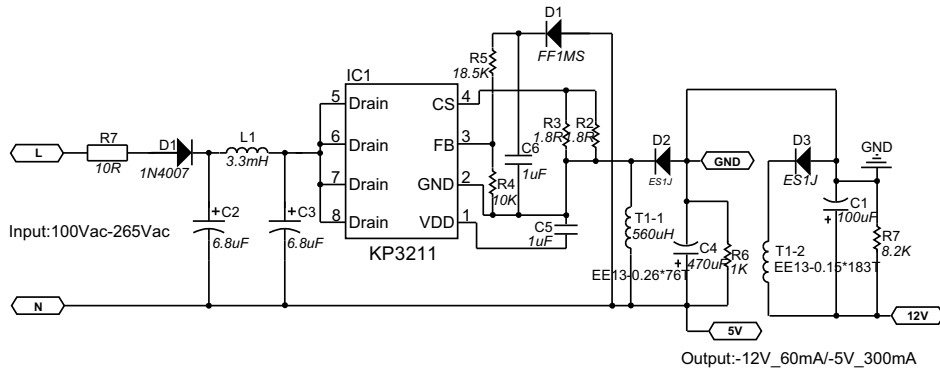 D1
FF1MS
R5
18.5K
IC1
5 Drain
6 Drain
7 Drain
8 Drain
CS 4
FB 3
GND 2
VDD 1
KP3211
L
R7
10R
D1
1N4007
L1
3.3mH
+C2
6.8uF
+C3
6.8uF
Input:100Vac-265Vac
N
R4
10K
C6
1uF
R3
1.8R
R2
1.8R
C5
1uF
D2
ES1J
GND
T1-1
560uH
EE13-0.26*76T
C4
+
470uF
R6
1K
5V
D3
ES1J
GND
C1
100uF
+
T1-2
EE13-0.15*183T
R7
8.2K
12V
Output:-12V_60mA/-5V_300mA